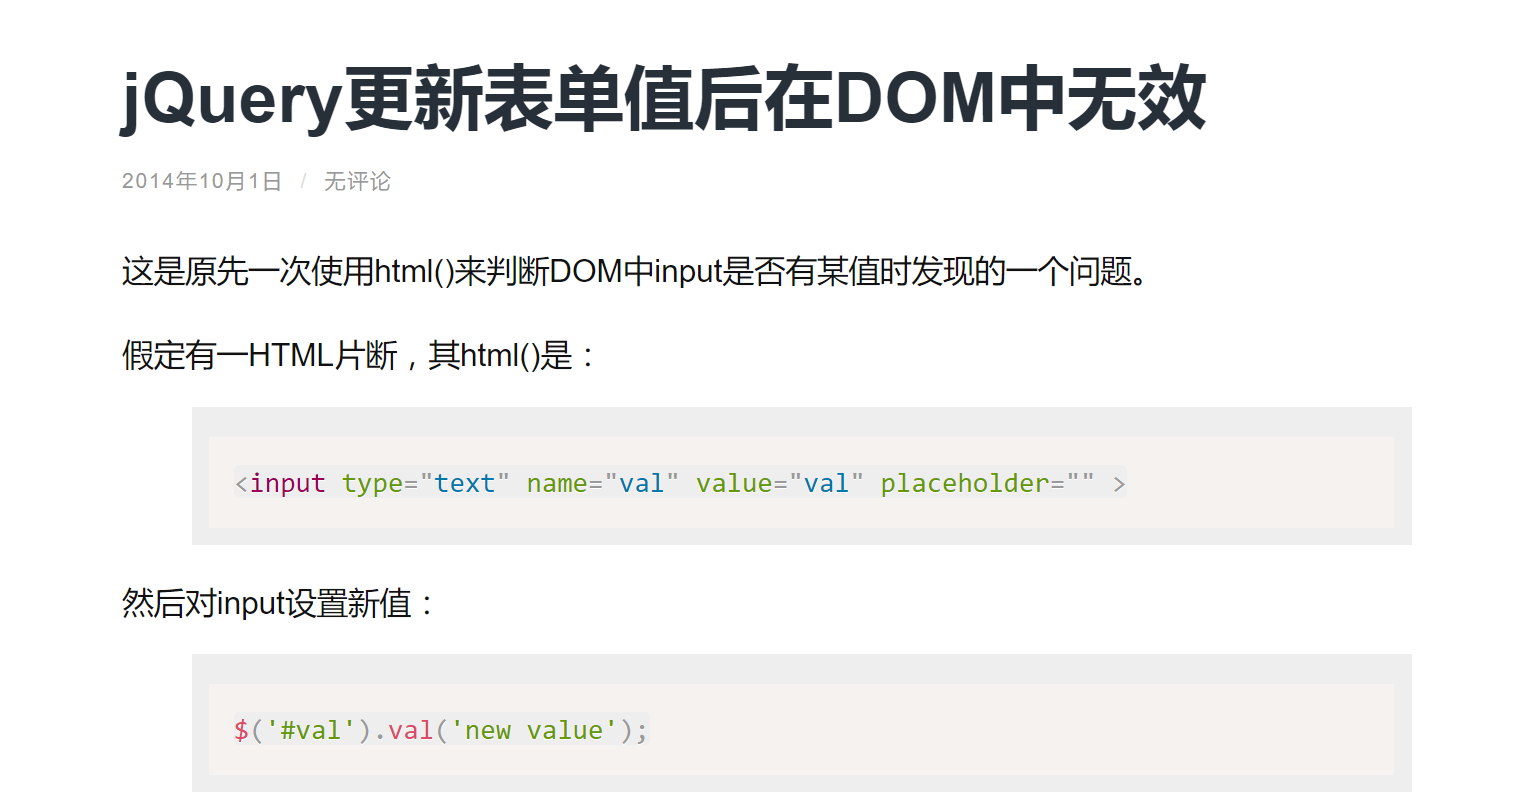 jQuery更新表单值后在DOM中无效
2014年10月1日 / 无评论
这是原先一次使用html()来判断DOM中input是否有某值时发现的一个问题。
假定有一HTML片断，其html()是：
<input type="text" name="val" value="val" placeholder="" >
然后对input设置新值：
$('#val').val('new value');